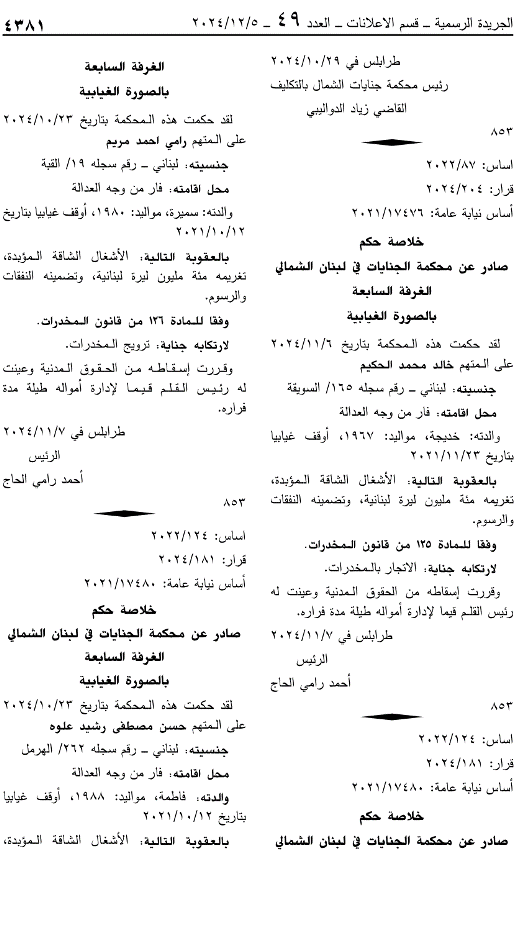 الجريدة الرسمية ــ قسم الاعلانات ــ العدد ٤٩ ــ ٢٠٢٤/١٢/٥
٤٣٨١
طرابلس في ٢٠٢٤/١٠/٢٩
رئيس محكمة جنايات الشمال بالتكليف
القاضي زياد الدواليبي
٨٥٣
اساس: ٢٠٢٢/٨٧
قرار: ٢٠٢٤/٢٠٤
أساس نيابة عامة: ٢٠٢١/١٧٤٧٦
خلاصة حكم
صادر عن محكمة الجنايات في لبنان الشمالي
الغرفة السابعة
بالصورة الغيابية
لقد حكمت هذه المحكمة بتاريخ ٢٠٢٤/١١/٦
على المتهم خالد محمد الحكيم
جنسيته: لبناني ــ رقم سجله ١٦٥/ السويقة
محل اقامته: فار من وجه العدالة
والدته: خديجة، مواليد: ١٩٦٧، أوقف غيابيا
بتاريخ ٢٠٢١/١١/٢٣
بالعقوبة التالية: الأشغال الشاقة المؤبدة،
تغريمه مئة مليون ليرة لبنانية، وتضمينه النفقات
والرسوم.
وفقا للمادة ١٣٥ من قانون المخدرات.
لارتكابه جناية: الاتجار بالمخدرات.
وقررت إسقاطه من الحقوق المدنية وعينت له
رئيس القلم فيما لإدارة أمواله طيلة مدة فراره.
طرابلس في ٢٠٢٤/١١/٧
الرئيس
أحمد رامي الحاج
٨٥٣
اساس: ٢٠٢٢/١٢٤
قرار: ٢٠٢٤/١٨١
أساس نيابة عامة: ٢٠٢١/١٧٤٨٠
خلاصة حكم
صادر عن محكمة الجنايات في لبنان الشمالي
الغرفة السابعة
بالصورة الغيابية
لقد حكمت هذه المحكمة بتاريخ ٢٠٢٤/١٠/٢٣
على المتهم رامي احمد مريم
جنسيته: لبناني ــ رقم سجله ١٩/ القبة
محل اقامته: فار من وجه العدالة
والدته: سميرة، مواليد: ١٩٨٠، أوقف غيابيا بتاريخ
٢٠٢١/١٠/١٢
بالعقوبة التالية: الأشغال الشاقة المؤبدة،
تغريمه مئة مليون ليرة لبنانية، وتضمينه النفقات
والرسوم.
وفقا للمادة ١٣٦ من قانون المخدرات.
لارتكابه جناية: ترويج المخدرات.
وقررت إسقاطه من الحقوق المدنية وعينت
له رئيس القلم فيما لإدارة أمواله طيلة مدة
فراره.
طرابلس في ٢٠٢٤/١١/٧
الرئيس
أحمد رامي الحاج
٨٥٣
اساس: ٢٠٢٢/١٢٤
قرار: ٢٠٢٤/١٨١
أساس نيابة عامة: ٢٠٢١/١٧٤٨٠
خلاصة حكم
صادر عن محكمة الجنايات في لبنان الشمالي
الغرفة السابعة
بالصورة الغيابية
لقد حكمت هذه المحكمة بتاريخ ٢٠٢٤/١٠/٢٣
على المتهم حسن مصطفى رشيد علوه
جنسيته: لبناني ــ رقم سجله ٢٦٢/ الهرمل
محل اقامته: فار من وجه العدالة
والدته: فاطمة، مواليد: ١٩٨٨، أوقف غيابيا
بتاريخ ٢٠٢١/١٠/١٢
بالعقوبة التالية: الأشغال الشاقة المؤبدة،